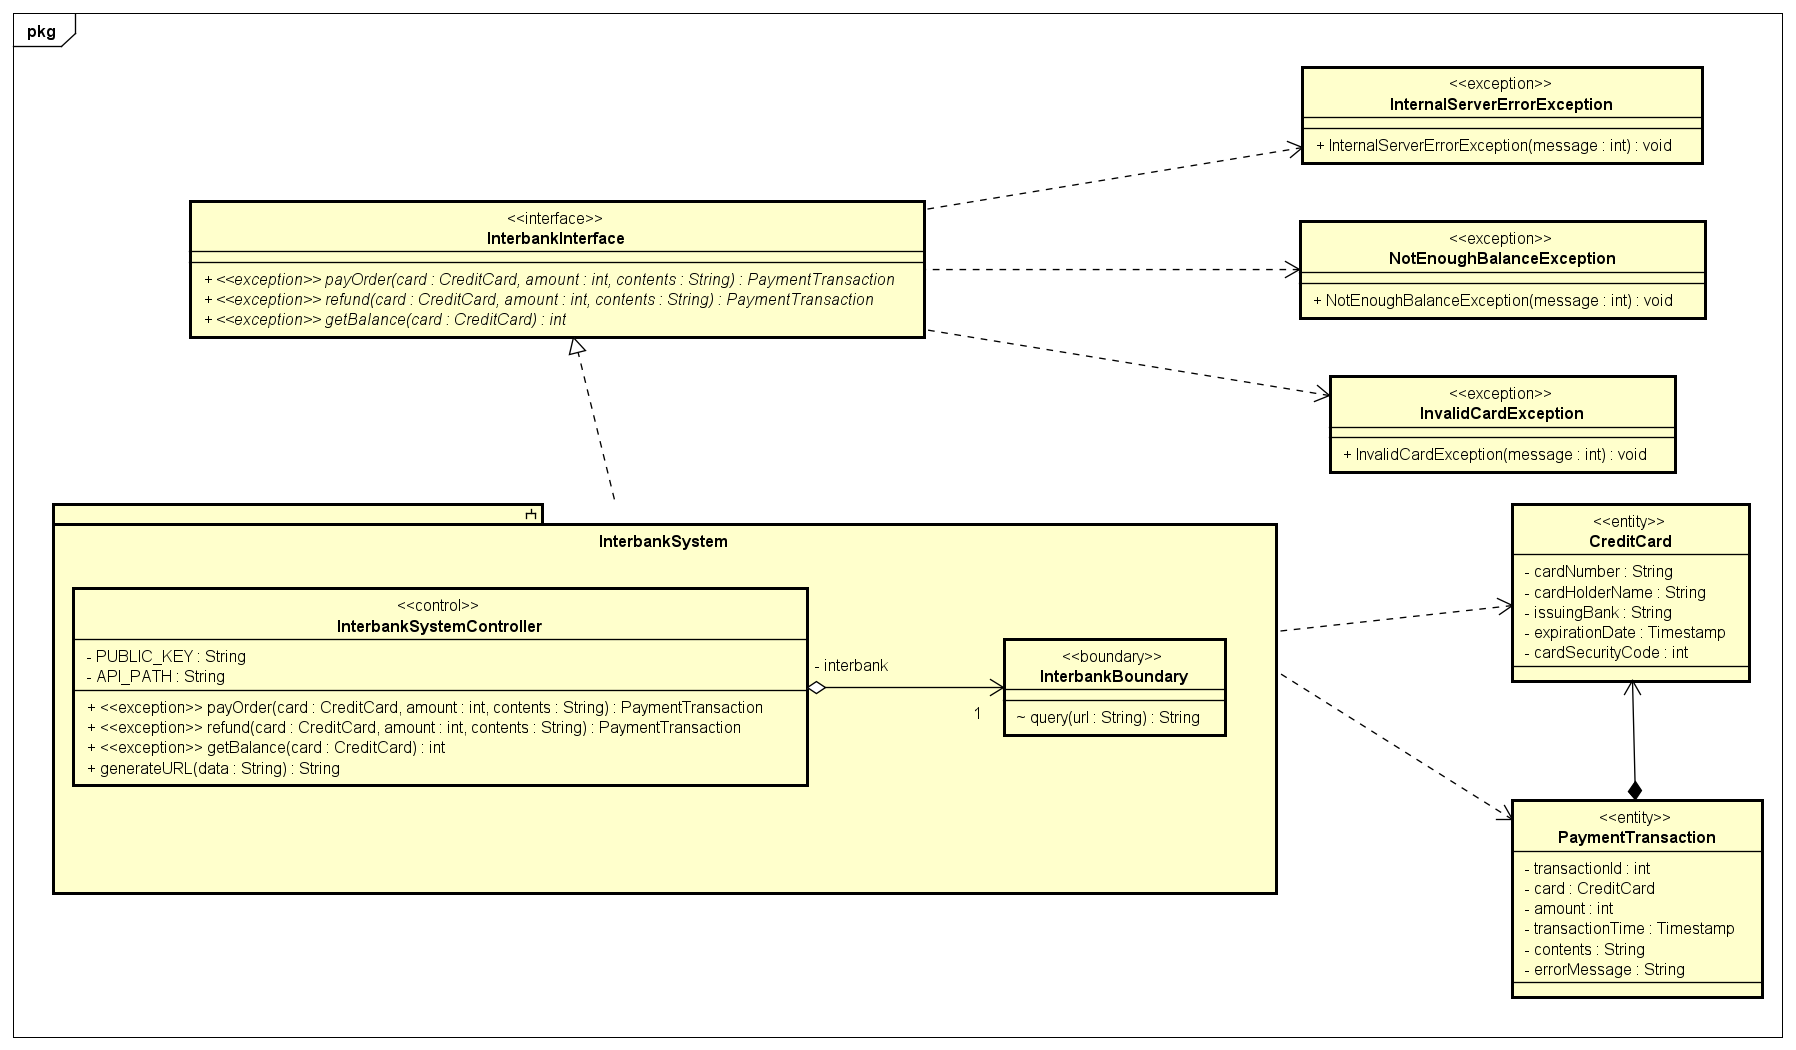 pkg
<<exception>>
InternalServerErrorException
+ InternalServerErrorException(message : int) : void
<<interface>>
InterbankInterface
+ <<exception>> payOrder(card : CreditCard, amount : int, contents : String) : PaymentTransaction
+ <<exception>> refund(card : CreditCard, amount : int, contents : String) : PaymentTransaction
+ <<exception>> getBalance(card : CreditCard) : int
<<exception>>
NotEnoughBalanceException
+ NotEnoughBalanceException(message : int) : void
<<exception>>
InvalidCardException
+ InvalidCardException(message : int) : void
InterbankSystem
<<control>>
InterbankSystemController
- PUBLIC_KEY : String
- API_PATH : String
+ <<exception>> payOrder(card : CreditCard, amount : int, contents : String) : PaymentTransaction
+ <<exception>> refund(card : CreditCard, amount : int, contents : String) : PaymentTransaction
+ <<exception>> getBalance(card : CreditCard) : int
+ generateURL(data : String) : String
- interbank
1
<<boundary>>
InterbankBoundary
~ query(url : String) : String
<<entity>>
CreditCard
- cardNumber : String
- cardHolderName : String
- issuingBank : String
- expirationDate : Timestamp
- cardSecurityCode : int
<<entity>>
PaymentTransaction
- transactionId : int
- card : CreditCard
- amount : int
- transactionTime : Timestamp
- contents : String
- errorMessage : String